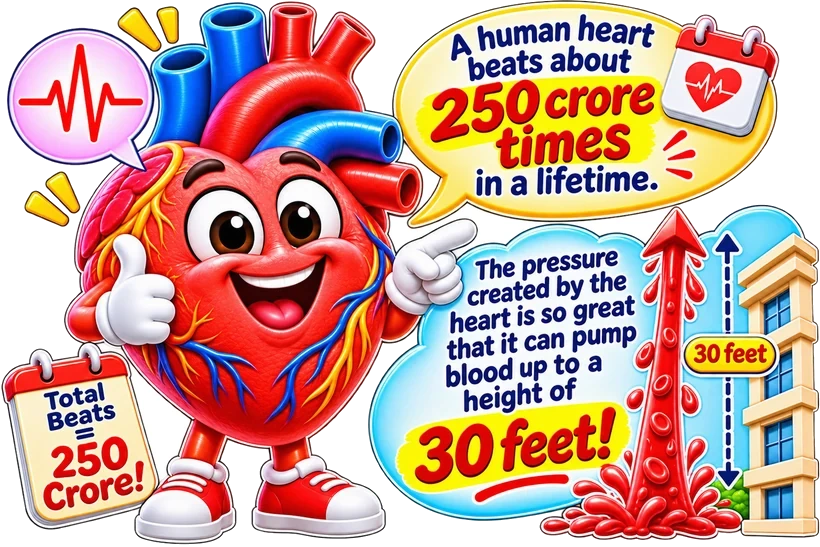 A human heart
beats about
250 crore
times
in a lifetime.
The pressure
created by the
heart is so great
that it can pump
blood up to a
height of
30 feet!
30 feet
Total
Beats
=
250
Crore!